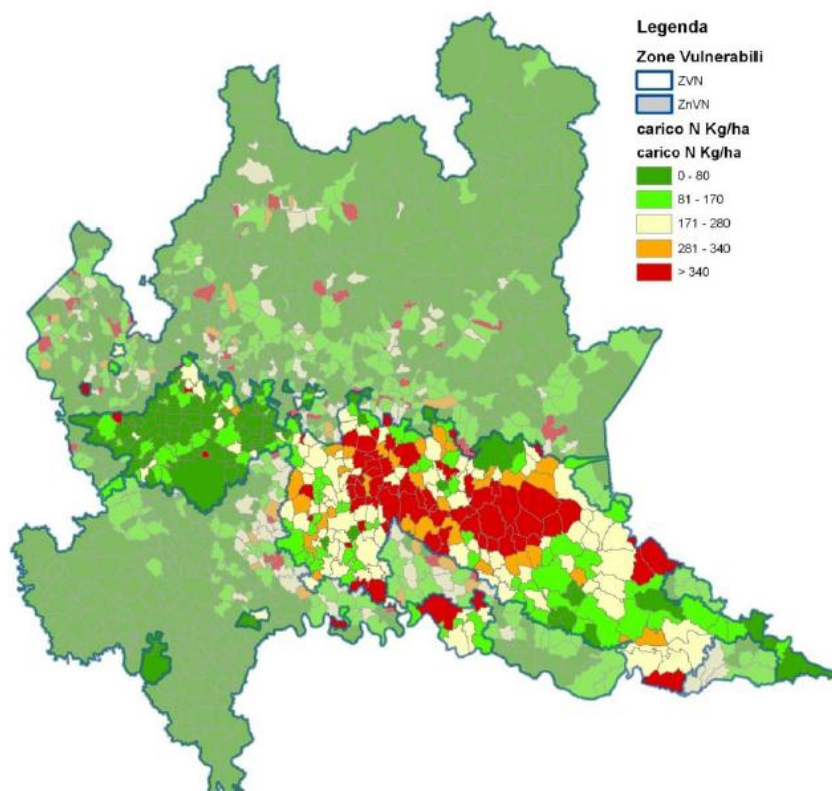 Legenda
Zone Vulnerabili
ZVN
ZnVN
carico N Kg/ha
carico N Kg/ha
0 - 80
81 - 170
171 - 280
281 - 340
> 340